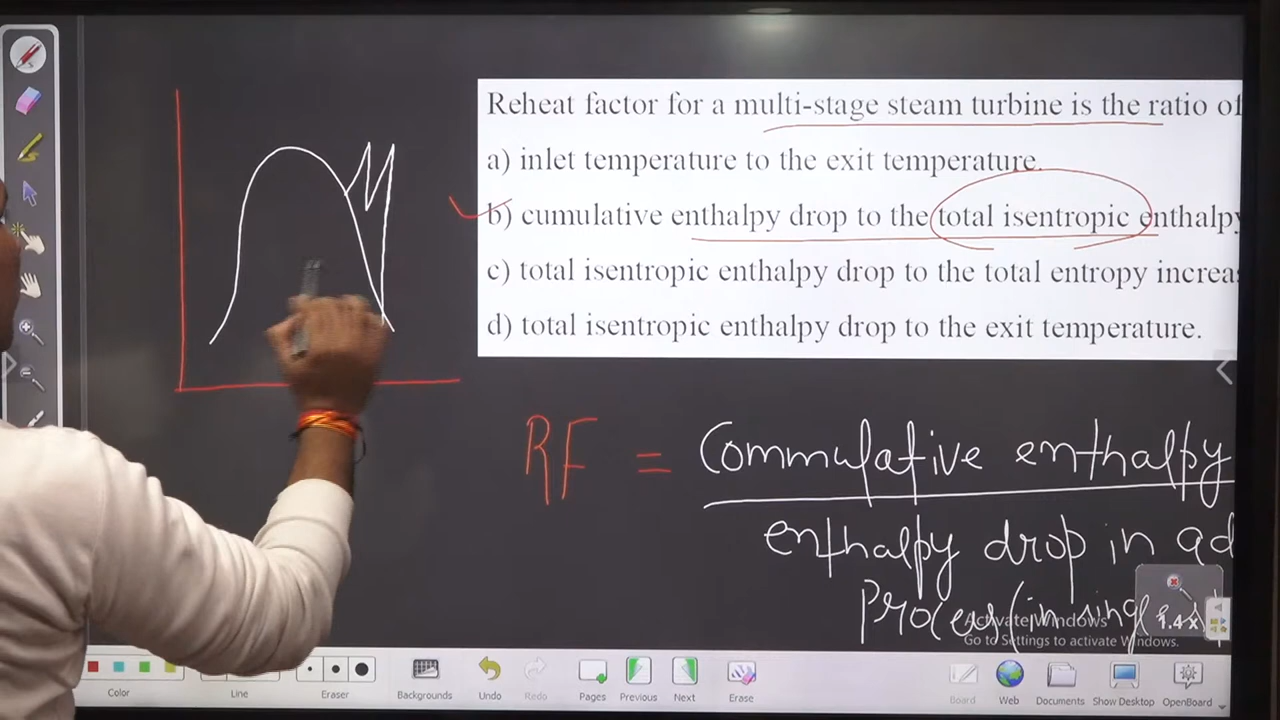 Reheat factor for a multi-stage steam turbine is the ratio of
a) inlet temperature to the exit temperature.
b) cumulative enthalpy drop to the total isentropic enthalpy
c) total isentropic enthalpy drop to the total entropy increa
d) total isentropic enthalpy drop to the exit temperature.
RF = Commulative enthalpy
enthalpy drop in ad
Process (in single
1.4x
Activate Windows
Go to Settings to activate Windows.
Color Line Eraser Backgrounds Undo Redo Pages Previous Next Erase Board Web Documents Show Desktop OpenBoard